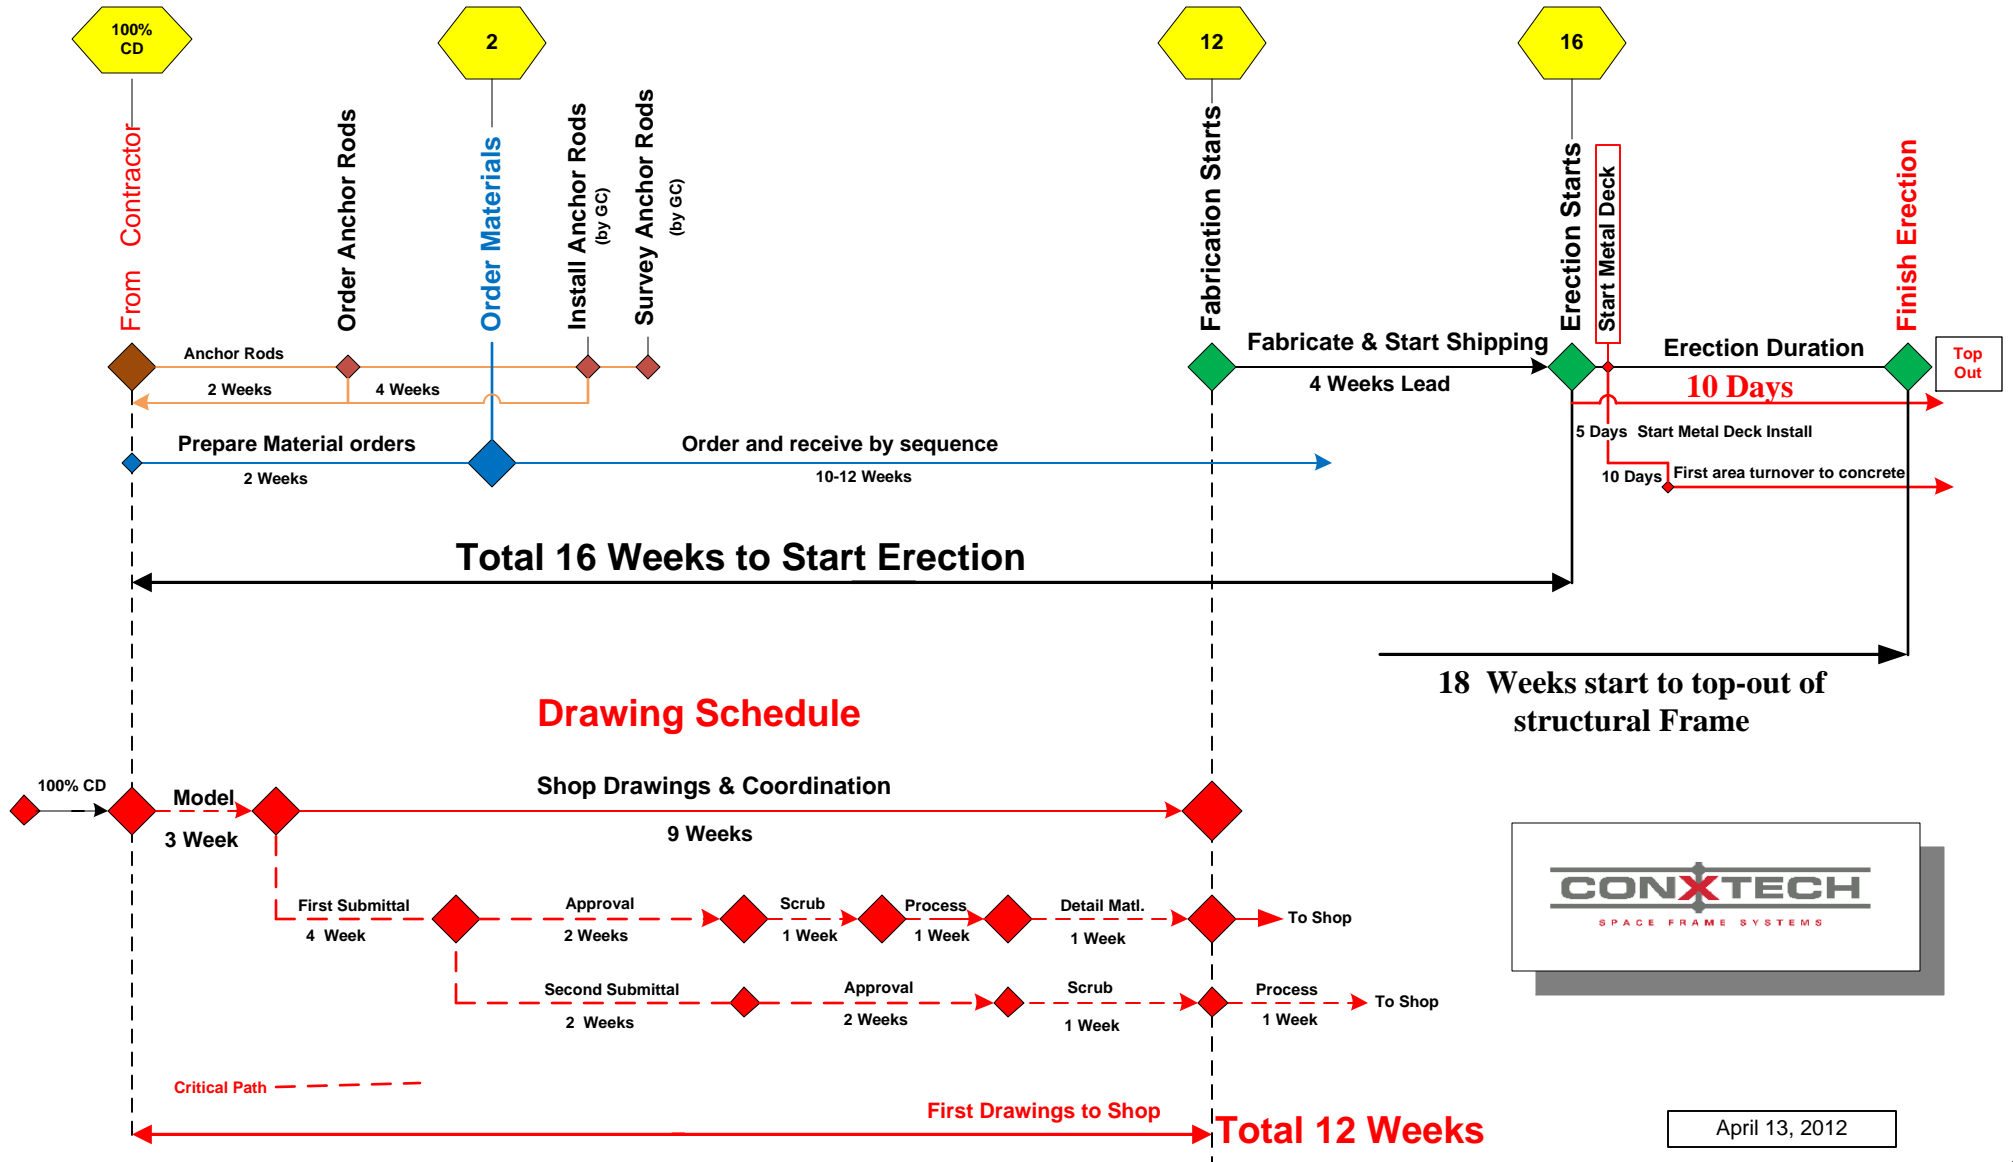 100%
CD
2
12
16
From Contractor
Order Anchor Rods
Order Materials
Install Anchor Rods
(by GC)
Survey Anchor Rods
(by GC)
Fabrication Starts
Erection Starts
Start Metal Deck
Finish Erection
Anchor Rods
2 Weeks
4 Weeks
Fabricate & Start Shipping
4 Weeks Lead
Erection Duration
10 Days
Top
Out
Prepare Material orders
2 Weeks
Order and receive by sequence
10-12 Weeks
5 Days Start Metal Deck Install
10 Days
First area turnover to concrete
Total 16 Weeks to Start Erection
18 Weeks start to top-out of
structural Frame
Drawing Schedule
100% CD
Model
3 Week
Shop Drawings & Coordination
9 Weeks
First Submittal
4 Week
Approval
2 Weeks
Scrub
1 Week
Process
1 Week
Detail Matl.
1 Week
To Shop
Second Submittal
2 Weeks
Approval
2 Weeks
Scrub
1 Week
Process
1 Week
To Shop
CONXTECH
SPACE FRAME SYSTEMS
Critical Path
First Drawings to Shop
Total 12 Weeks
April 13, 2012